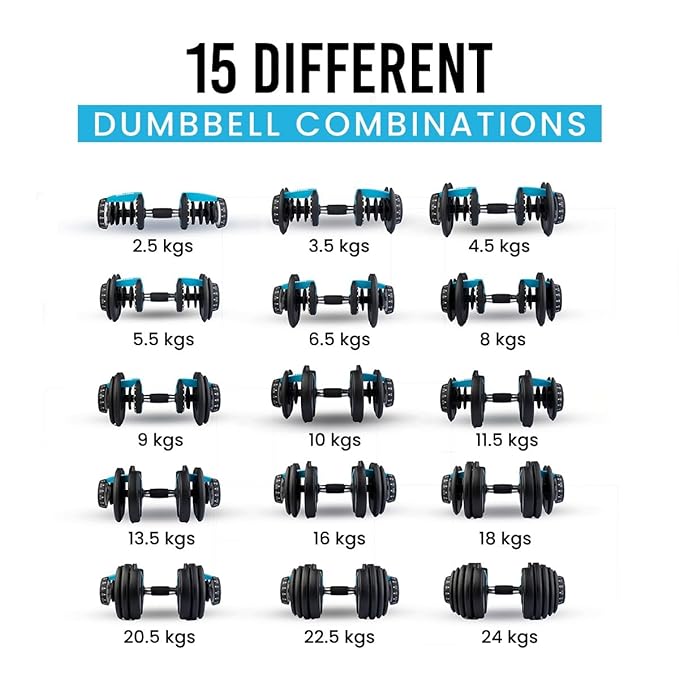 15 DIFFERENT
DUMBBELL COMBINATIONS
2.5 kgs
3.5 kgs
4.5 kgs
5.5 kgs
6.5 kgs
8 kgs
9 kgs
10 kgs
11.5 kgs
13.5 kgs
16 kgs
18 kgs
20.5 kgs
22.5 kgs
24 kgs